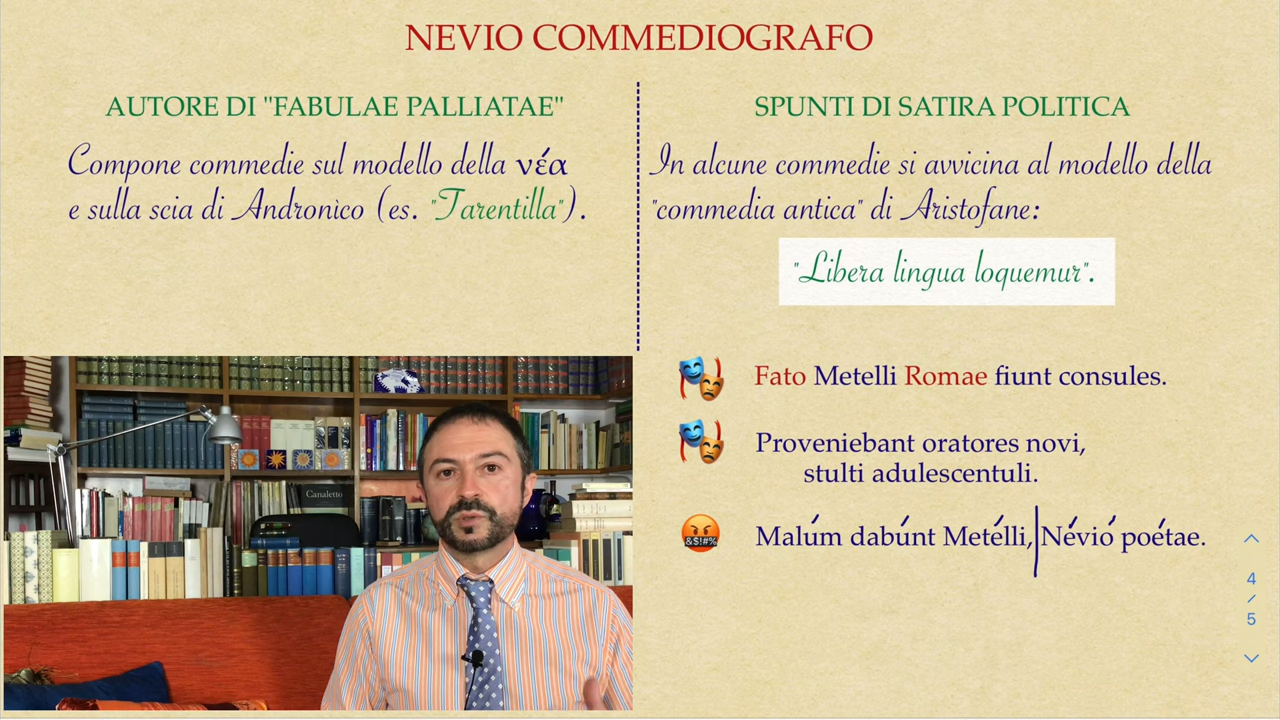 NEVIO COMMEDIOGRAFO
AUTORE DI "FABULAE PALLIATAE"
Compone commedie sul modello della νέα
e sulla scia di Andronico (es. "Tarentilla").
SPUNTI DI SATIRA POLITICA
In alcune commedie si avvicina al modello della
"commedia antica" di Aristofane:
"Libera lingua loquemur".
Fato Metelli Romae fiunt consules.
Proveniebant oratores novi,
stulti adulescentuli.
&$!#%
Malúm dabúnt Metélli,|Névió poétae.
Canaletto
4
/
5